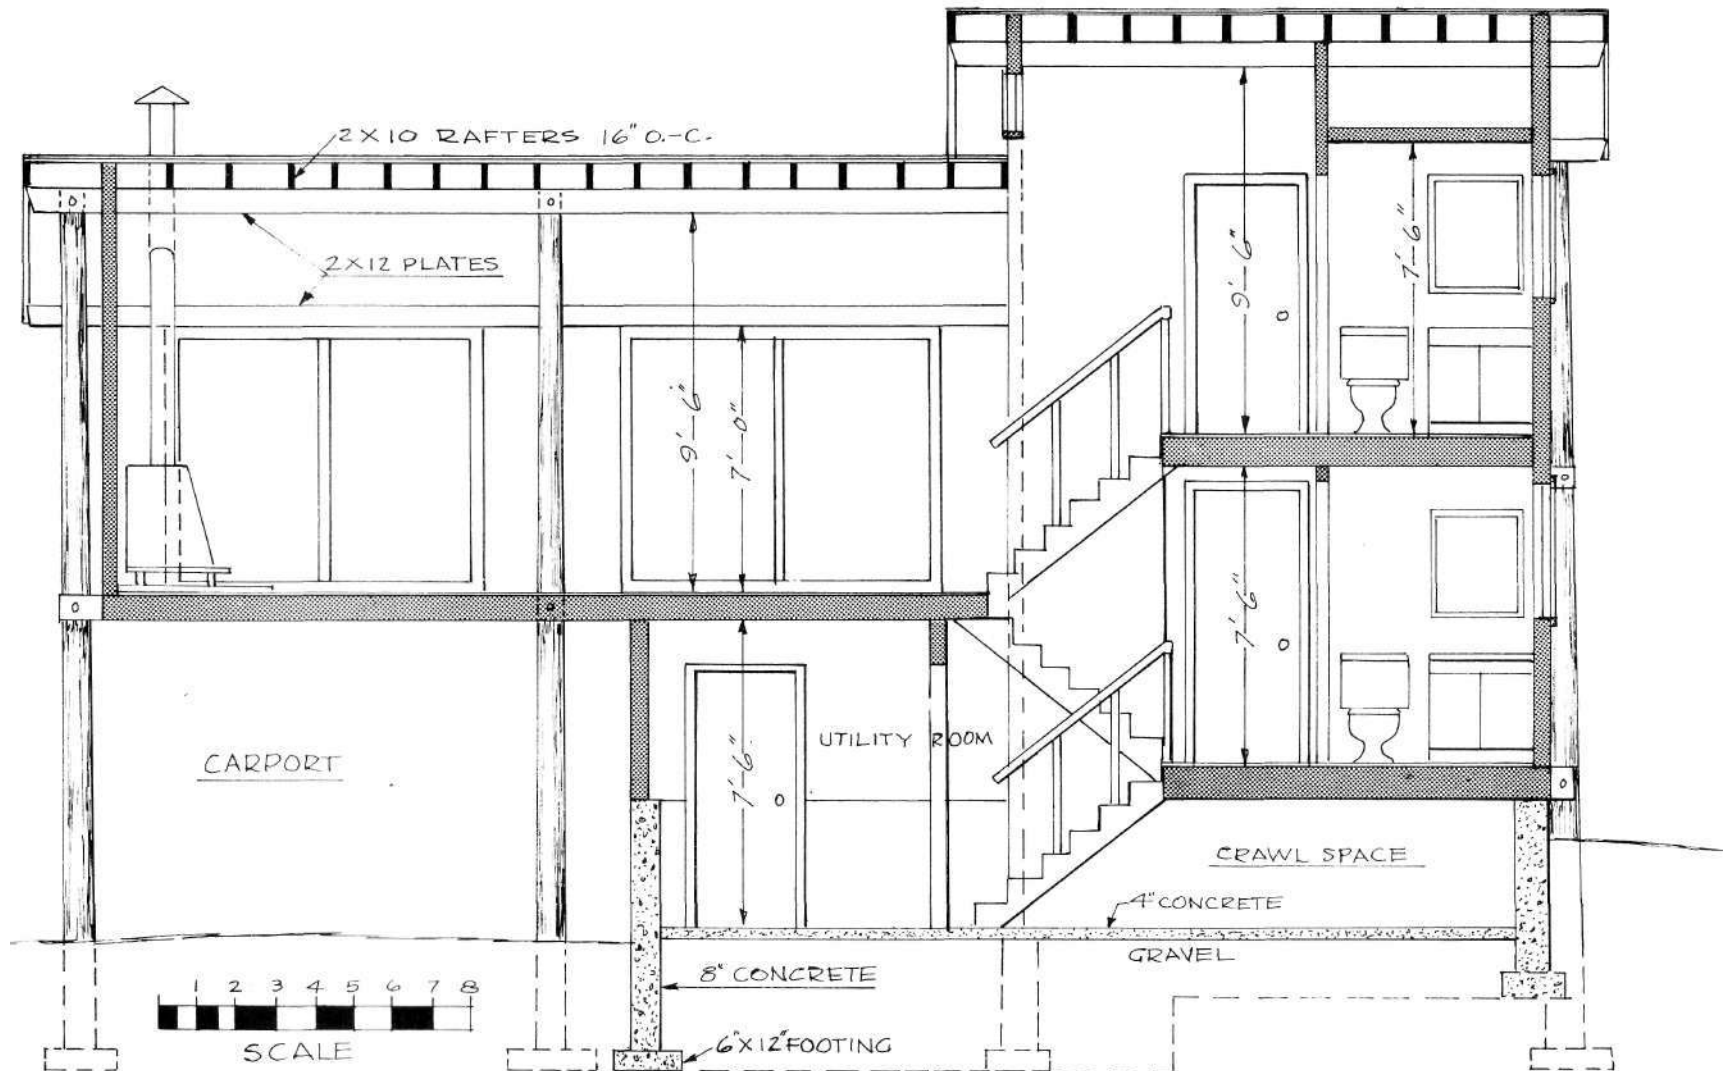 2X10 RAFTERS 16" O.-C.
2X12 PLATES
9'-6"
7'-6"
9'-6"
7'-0"
7'-6"
7'-6"
UTILITY ROOM
CARPORT
CRAWL SPACE
4" CONCRETE
GRAVEL
8" CONCRETE
1 2 3 4 5 6 7 8
SCALE
6"X12" FOOTING